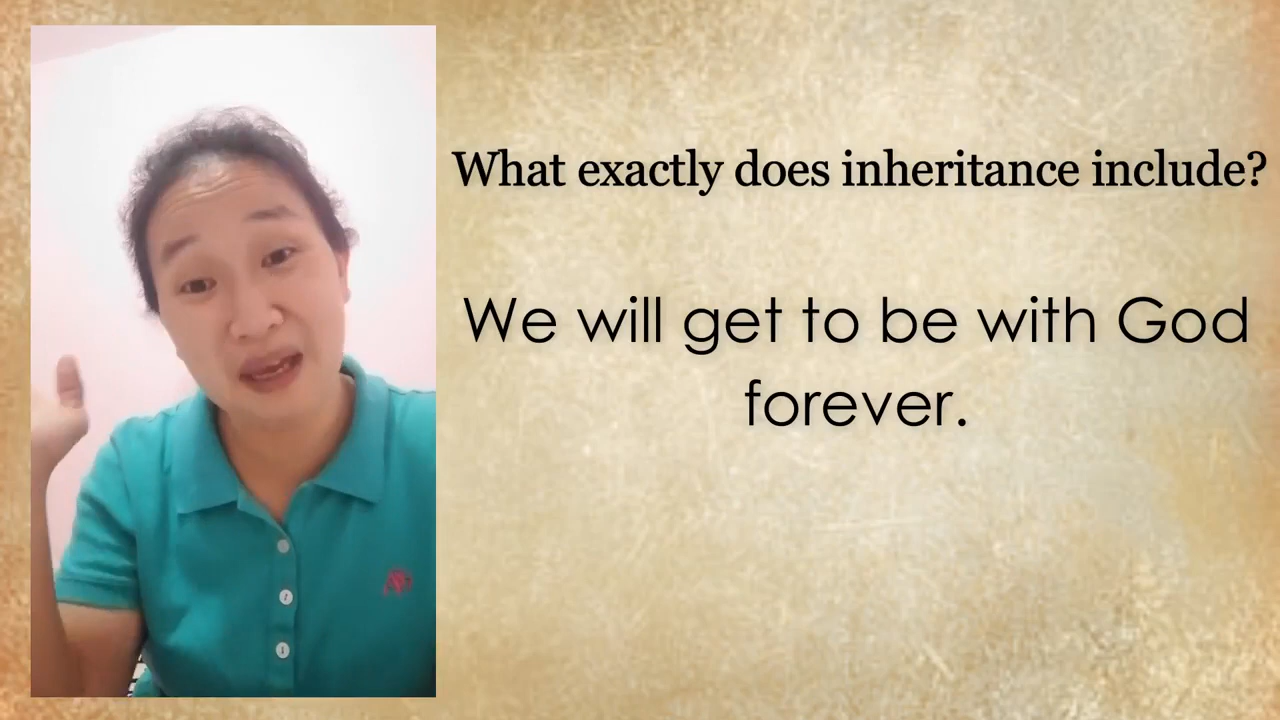 What exactly does inheritance include?
We will get to be with God
forever.